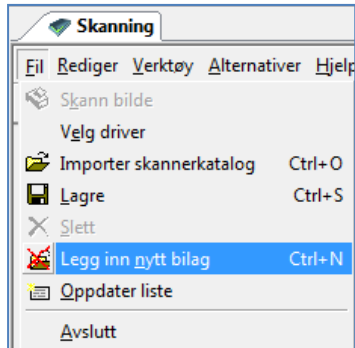 Skanning
Fil Rediger Verktøy Alternativer Hjelp
Skann bilde
Velg driver
Importer skannerkatalog Ctrl+O
Lagre Ctrl+S
Slett
Legg inn nytt bilag Ctrl+N
Oppdater liste
Avslutt